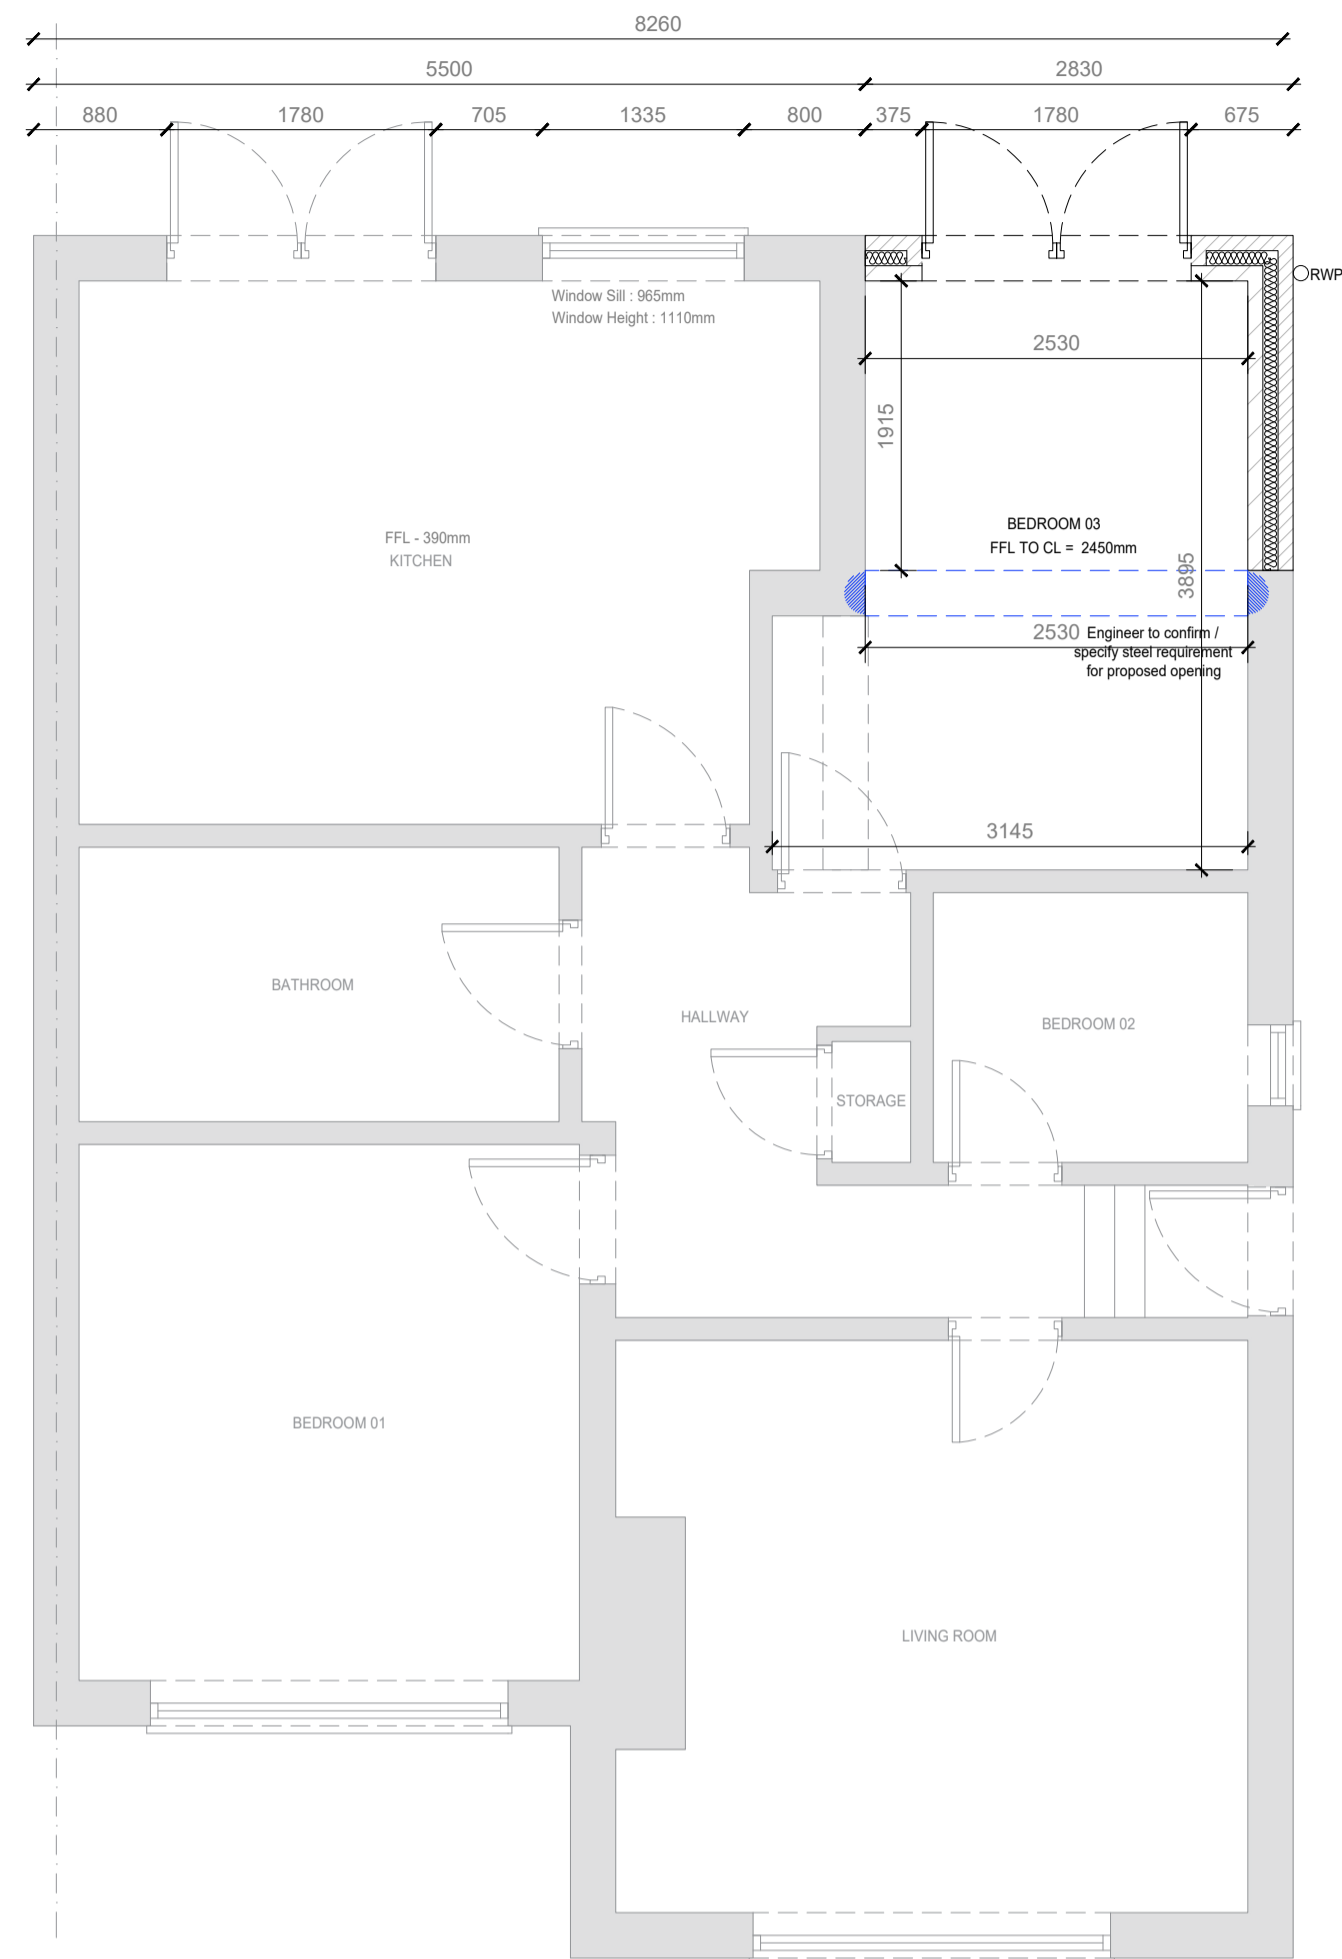 8260
5500
2830
880
1780
705
1335
800
375
1780
675
RWP
Window Sill : 965mm
Window Height : 1110mm
2530
1915
BEDROOM 03
FFL TO CL = 2450mm
FFL - 390mm
KITCHEN
3895
2530
Engineer to confirm /
specify steel requirement
for proposed opening
3145
BATHROOM
HALLWAY
BEDROOM 02
STORAGE
BEDROOM 01
LIVING ROOM